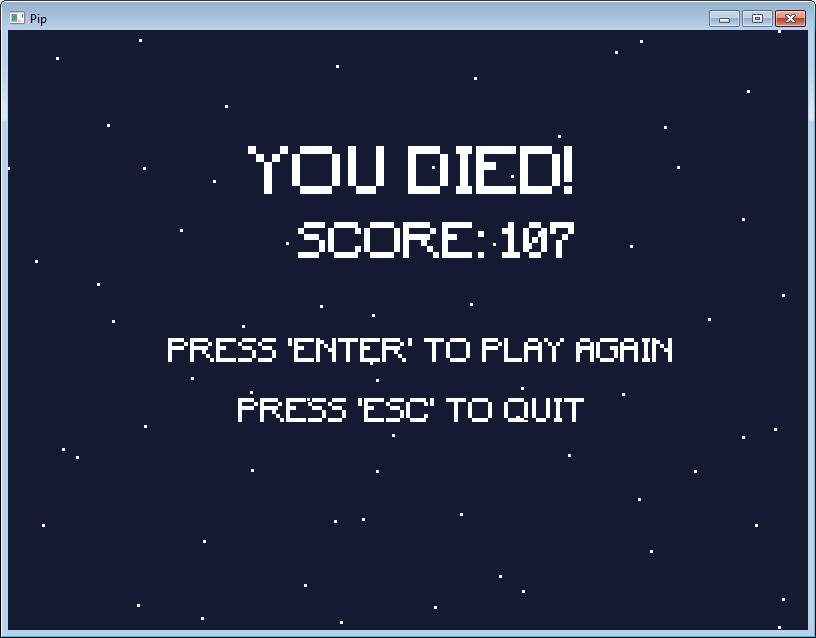 Pip
YOU DIED!
SCORE: 107
PRESS 'ENTER' TO PLAY AGAIN
PRESS 'ESC' TO QUIT